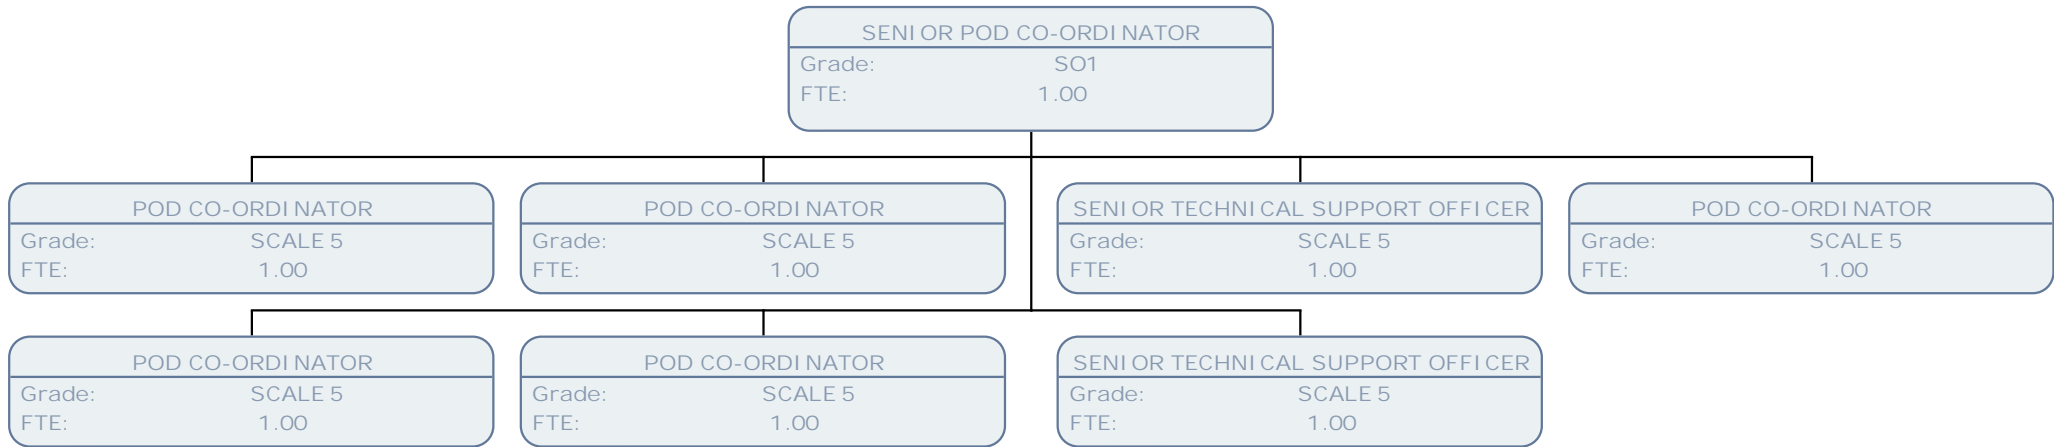 SENIOR POD CO-ORDINATOR
Grade: SO1
FTE: 1.00
POD CO-ORDINATOR
Grade: SCALE 5
FTE: 1.00
POD CO-ORDINATOR
Grade: SCALE 5
FTE: 1.00
SENIOR TECHNICAL SUPPORT OFFICER
Grade: SCALE 5
FTE: 1.00
POD CO-ORDINATOR
Grade: SCALE 5
FTE: 1.00
POD CO-ORDINATOR
Grade: SCALE 5
FTE: 1.00
POD CO-ORDINATOR
Grade: SCALE 5
FTE: 1.00
SENIOR TECHNICAL SUPPORT OFFICER
Grade: SCALE 5
FTE: 1.00